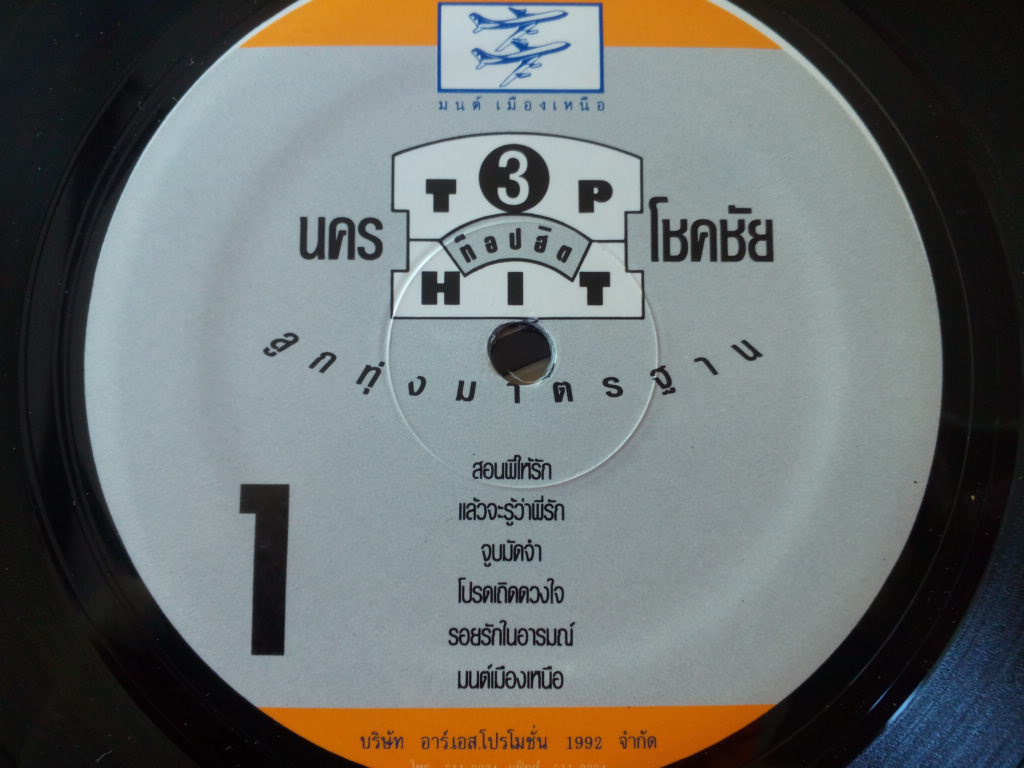 มนต์ เมืองเหนือ
3
TOP
นคร
ท็อปฮิต
โชคชัย
HIT
ลูกทุ่งมาตรฐาน
สอนพี่ให้รัก
แล้วจะรู้ว่าพี่รัก
จูบมัดจำ
โปรดเถิดดวงใจ
รอยรักในอารมณ์
มนต์เมืองเหนือ
1
บริษัท อาร์.เอส.โปรโมชั่น 1992 จำกัด